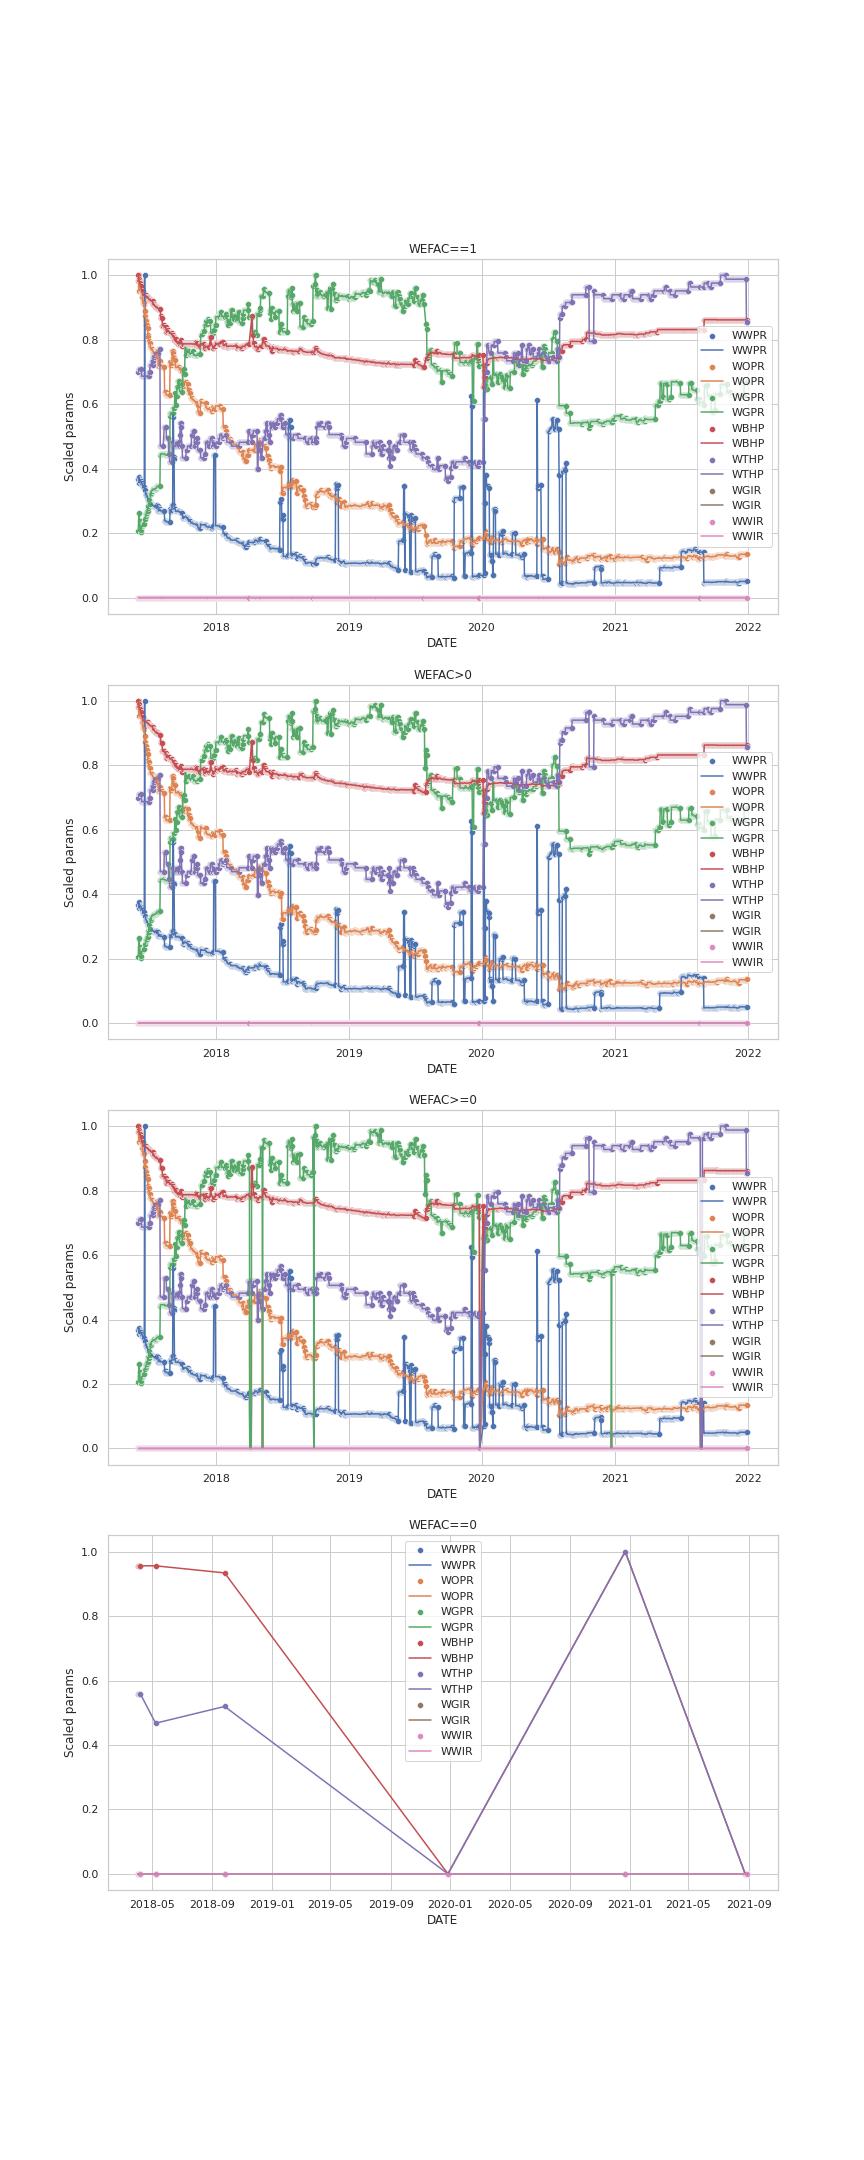 WEFAC==1
1.0
0.8
0.6
0.4
0.2
0.0
Scaled params
WWPR
WWPR
WOPR
WOPR
WGPR
WGPR
WBHP
WBHP
WTHP
WTHP
WGIR
WGIR
WWIR
WWIR
2018
2019
2020
2021
2022
DATE
WEFAC>0
1.0
0.8
0.6
0.4
0.2
0.0
Scaled params
WWPR
WWPR
WOPR
WOPR
WGPR
WGPR
WBHP
WBHP
WTHP
WTHP
WGIR
WGIR
WWIR
WWIR
2018
2019
2020
2021
2022
DATE
WEFAC>=0
1.0
0.8
0.6
0.4
0.2
0.0
Scaled params
WWPR
WWPR
WOPR
WOPR
WGPR
WGPR
WBHP
WBHP
WTHP
WTHP
WGIR
WGIR
WWIR
WWIR
2018
2019
2020
2021
2022
DATE
WEFAC==0
1.0
0.8
0.6
0.4
0.2
0.0
Scaled params
WWPR
WWPR
WOPR
WOPR
WGPR
WGPR
WBHP
WBHP
WTHP
WTHP
WGIR
WGIR
WWIR
WWIR
2018-05
2018-09
2019-01
2019-05
2019-09
2020-01
2020-05
2020-09
2021-01
2021-05
2021-09
DATE